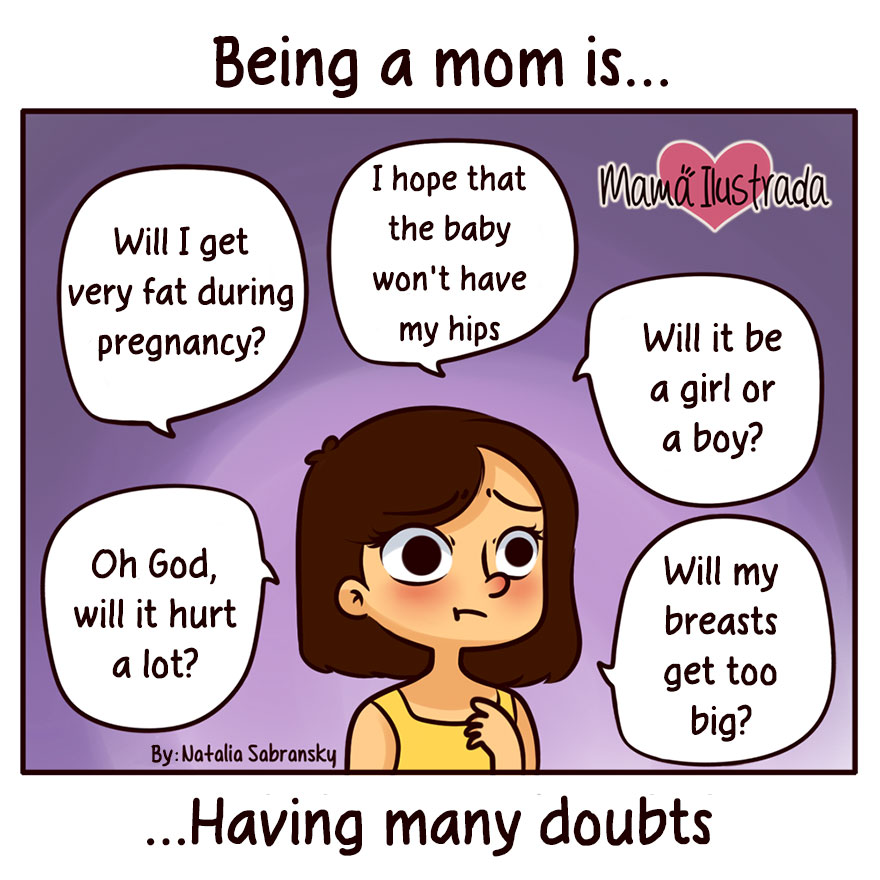 Being a mom is...
Mamá Ilustrada
Will I get
very fat during
pregnancy?
I hope that
the baby
won't have
my hips
Will it be
a girl or
a boy?
Oh God,
will it hurt
a lot?
Will my
breasts
get too
big?
By: Natalia Sabransky
...Having many doubts